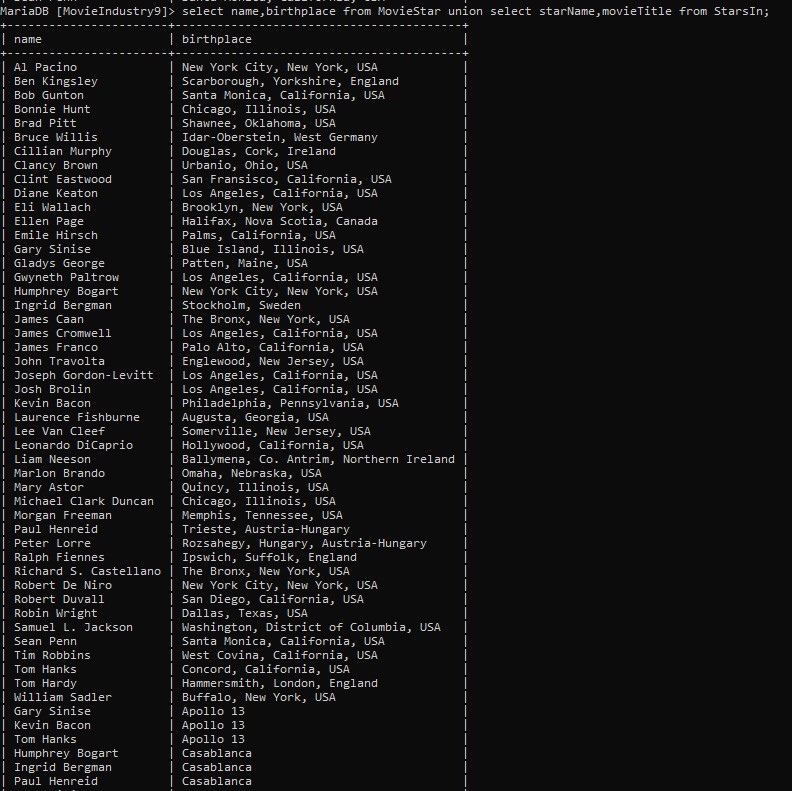 MariaDB [MovieIndustry9]> select name,birthplace from MovieStar union select starName,movieTitle from StarsIn;
+-----------------------+------------------------------------------+
| name | birthplace |
+-----------------------+------------------------------------------+
| Al Pacino | New York City, New York, USA |
| Ben Kingsley | Scarborough, Yorkshire, England |
| Bob Gunton | Santa Monica, California, USA |
| Bonnie Hunt | Chicago, Illinois, USA |
| Brad Pitt | Shawnee, Oklahoma, USA |
| Bruce Willis | Idar-Oberstein, West Germany |
| Cillian Murphy | Douglas, Cork, Ireland |
| Clancy Brown | Urbanio, Ohio, USA |
| Clint Eastwood | San Fransisco, California, USA |
| Diane Keaton | Los Angeles, California, USA |
| Eli Wallach | Brooklyn, New York, USA |
| Ellen Page | Halifax, Nova Scotia, Canada |
| Emile Hirsch | Palms, California, USA |
| Gary Sinise | Blue Island, Illinois, USA |
| Gladys George | Patten, Maine, USA |
| Gwyneth Paltrow | Los Angeles, California, USA |
| Humphrey Bogart | New York City, New York, USA |
| Ingrid Bergman | Stockholm, Sweden |
| James Caan | The Bronx, New York, USA |
| James Cromwell | Los Angeles, California, USA |
| James Franco | Palo Alto, California, USA |
| John Travolta | Englewood, New Jersey, USA |
| Joseph Gordon-Levitt | Los Angeles, California, USA |
| Josh Brolin | Los Angeles, California, USA |
| Kevin Bacon | Philadelphia, Pennsylvania, USA |
| Laurence Fishburne | Augusta, Georgia, USA |
| Lee Van Cleef | Somerville, New Jersey, USA |
| Leonardo DiCaprio | Hollywood, California, USA |
| Liam Neeson | Ballymena, Co. Antrim, Northern Ireland |
| Marlon Brando | Omaha, Nebraska, USA |
| Mary Astor | Quincy, Illinois, USA |
| Michael Clark Duncan | Chicago, Illinois, USA |
| Morgan Freeman | Memphis, Tennessee, USA |
| Paul Henreid | Trieste, Austria-Hungary |
| Peter Lorre | Rozsahegy, Hungary, Austria-Hungary |
| Ralph Fiennes | Ipswich, Suffolk, England |
| Richard S. Castellano | The Bronx, New York, USA |
| Robert De Niro | New York City, New York, USA |
| Robert Duvall | San Diego, California, USA |
| Robin Wright | Dallas, Texas, USA |
| Samuel L. Jackson | Washington, District of Columbia, USA |
| Sean Penn | Santa Monica, California, USA |
| Tim Robbins | West Covina, California, USA |
| Tom Hanks | Concord, California, USA |
| Tom Hardy | Hammersmith, London, England |
| William Sadler | Buffalo, New York, USA |
| Gary Sinise | Apollo 13 |
| Kevin Bacon | Apollo 13 |
| Tom Hanks | Apollo 13 |
| Humphrey Bogart | Casablanca |
| Ingrid Bergman | Casablanca |
| Paul Henreid | Casablanca |